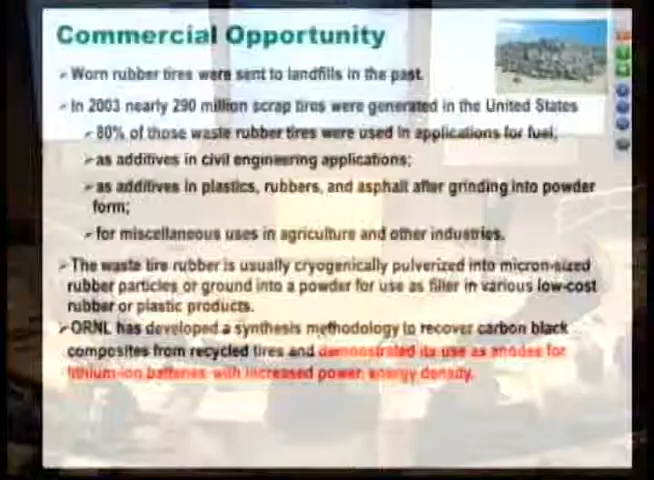 Commercial Opportunity
Worn rubber tires were sent to landfills in the past.
In 2003 nearly 290 million scrap tires were generated in the United States
80% of those waste rubber tires were used in applications for fuel;
as additives in civil engineering applications;
as additives in plastics, rubbers, and asphalt after grinding into powder
form;
for miscellaneous uses in agriculture and other industries.
The waste tire rubber is usually cryogenically pulverized into micron-sized
rubber particles or ground into a powder for use as filler in various low-cost
rubber or plastic products.
ORNL has developed a synthesis methodology to recover carbon black
composites from recycled tires and demonstrated its use as anodes for
lithium-ion batteries with increased power, energy density.